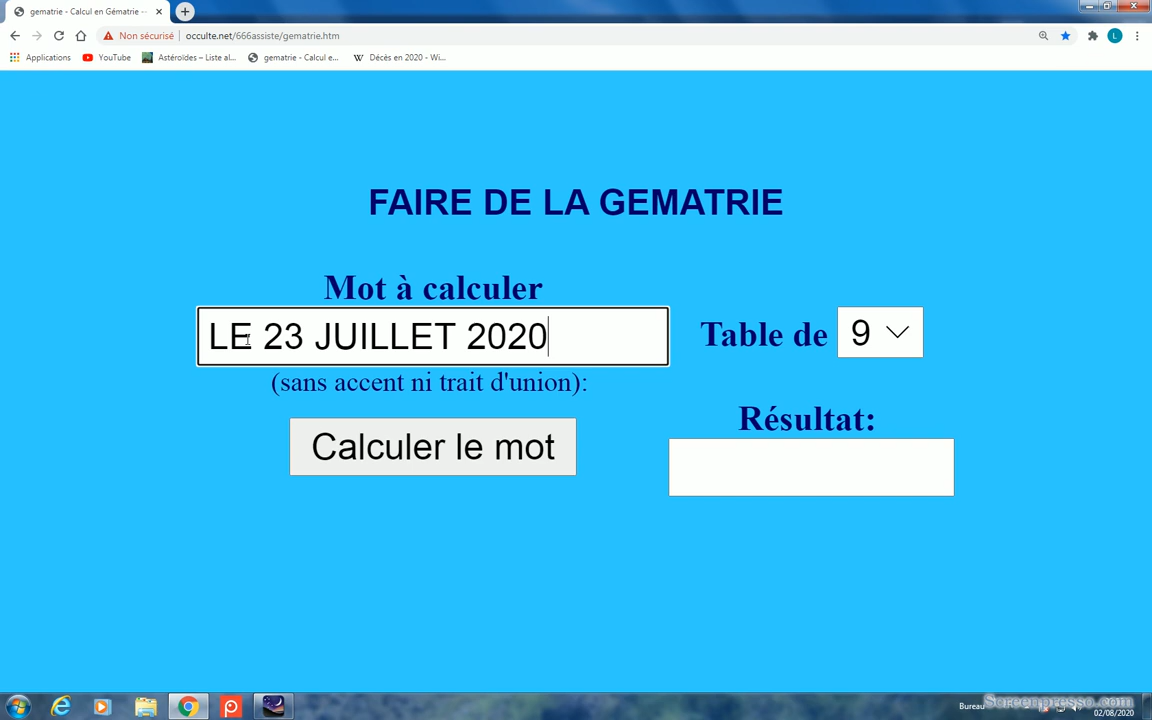 gematrie - Calcul en Gématrie --
Non sécurisé
occulte.net/666assiste/gematrie.htm
L
Applications
YouTube
Astéroïdes – Liste al...
gematrie - Calcul e...
Décès en 2020 - Wi...
FAIRE DE LA GEMATRIE
Mot à calculer
LE 23 JUILLET 2020
Table de 9
(sans accent ni trait d'union):
Calculer le mot
Résultat:
Bureau
Screenpresso.com
02/08/2020